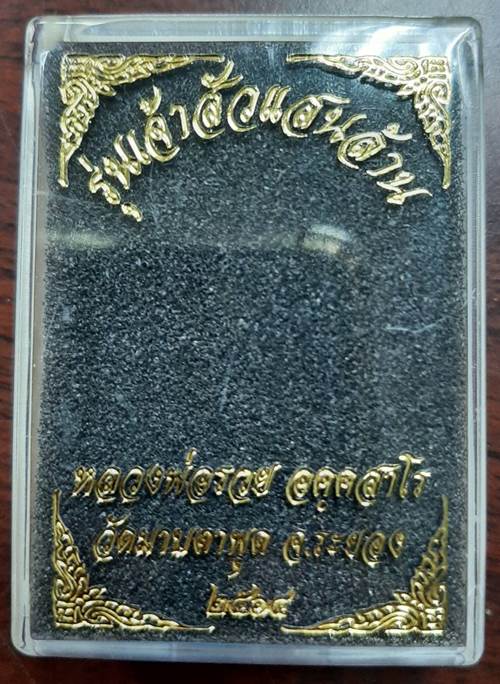 รุ่นเจ้าสัวแสนล้าน
หลวงพ่อรวย อคฺคสาโร
วัดมาบตาพุด จ.ระยอง
๒๕๖๔